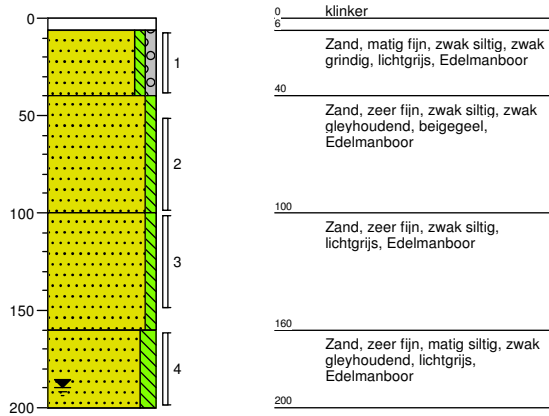 0
50
100
150
200
1
2
3
4
0
klinker
6
Zand, matig fijn, zwak siltig, zwak
grindig, lichtgrijs, Edelmanboor
40
Zand, zeer fijn, zwak siltig, zwak
gleyhoudend, beigegeel,
Edelmanboor
100
Zand, zeer fijn, zwak siltig,
lichtgrijs, Edelmanboor
160
Zand, zeer fijn, matig siltig, zwak
gleyhoudend, lichtgrijs,
Edelmanboor
200